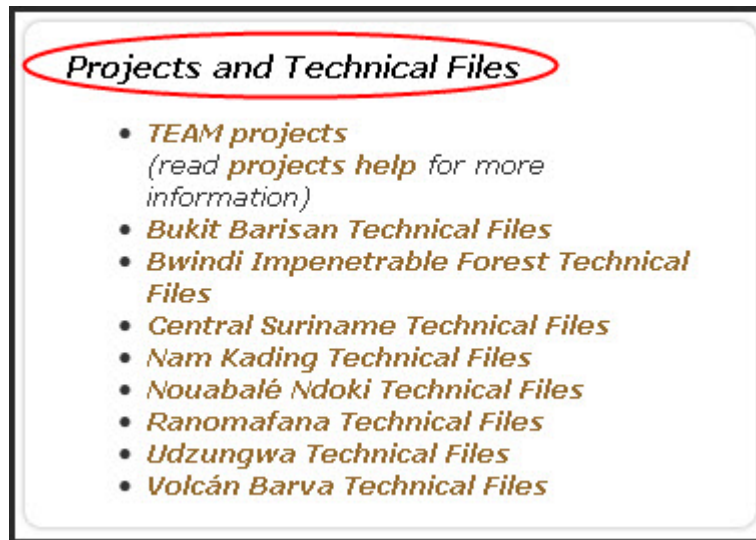 Projects and Technical Files
• TEAM projects
(read projects help for more
information)
• Bukit Barisan Technical Files
• Bwindi Impenetrable Forest Technical
Files
• Central Suriname Technical Files
• Nam Kading Technical Files
• Nouabalé Ndoki Technical Files
• Ranomafana Technical Files
• Udzungwa Technical Files
• Volcán Barva Technical Files